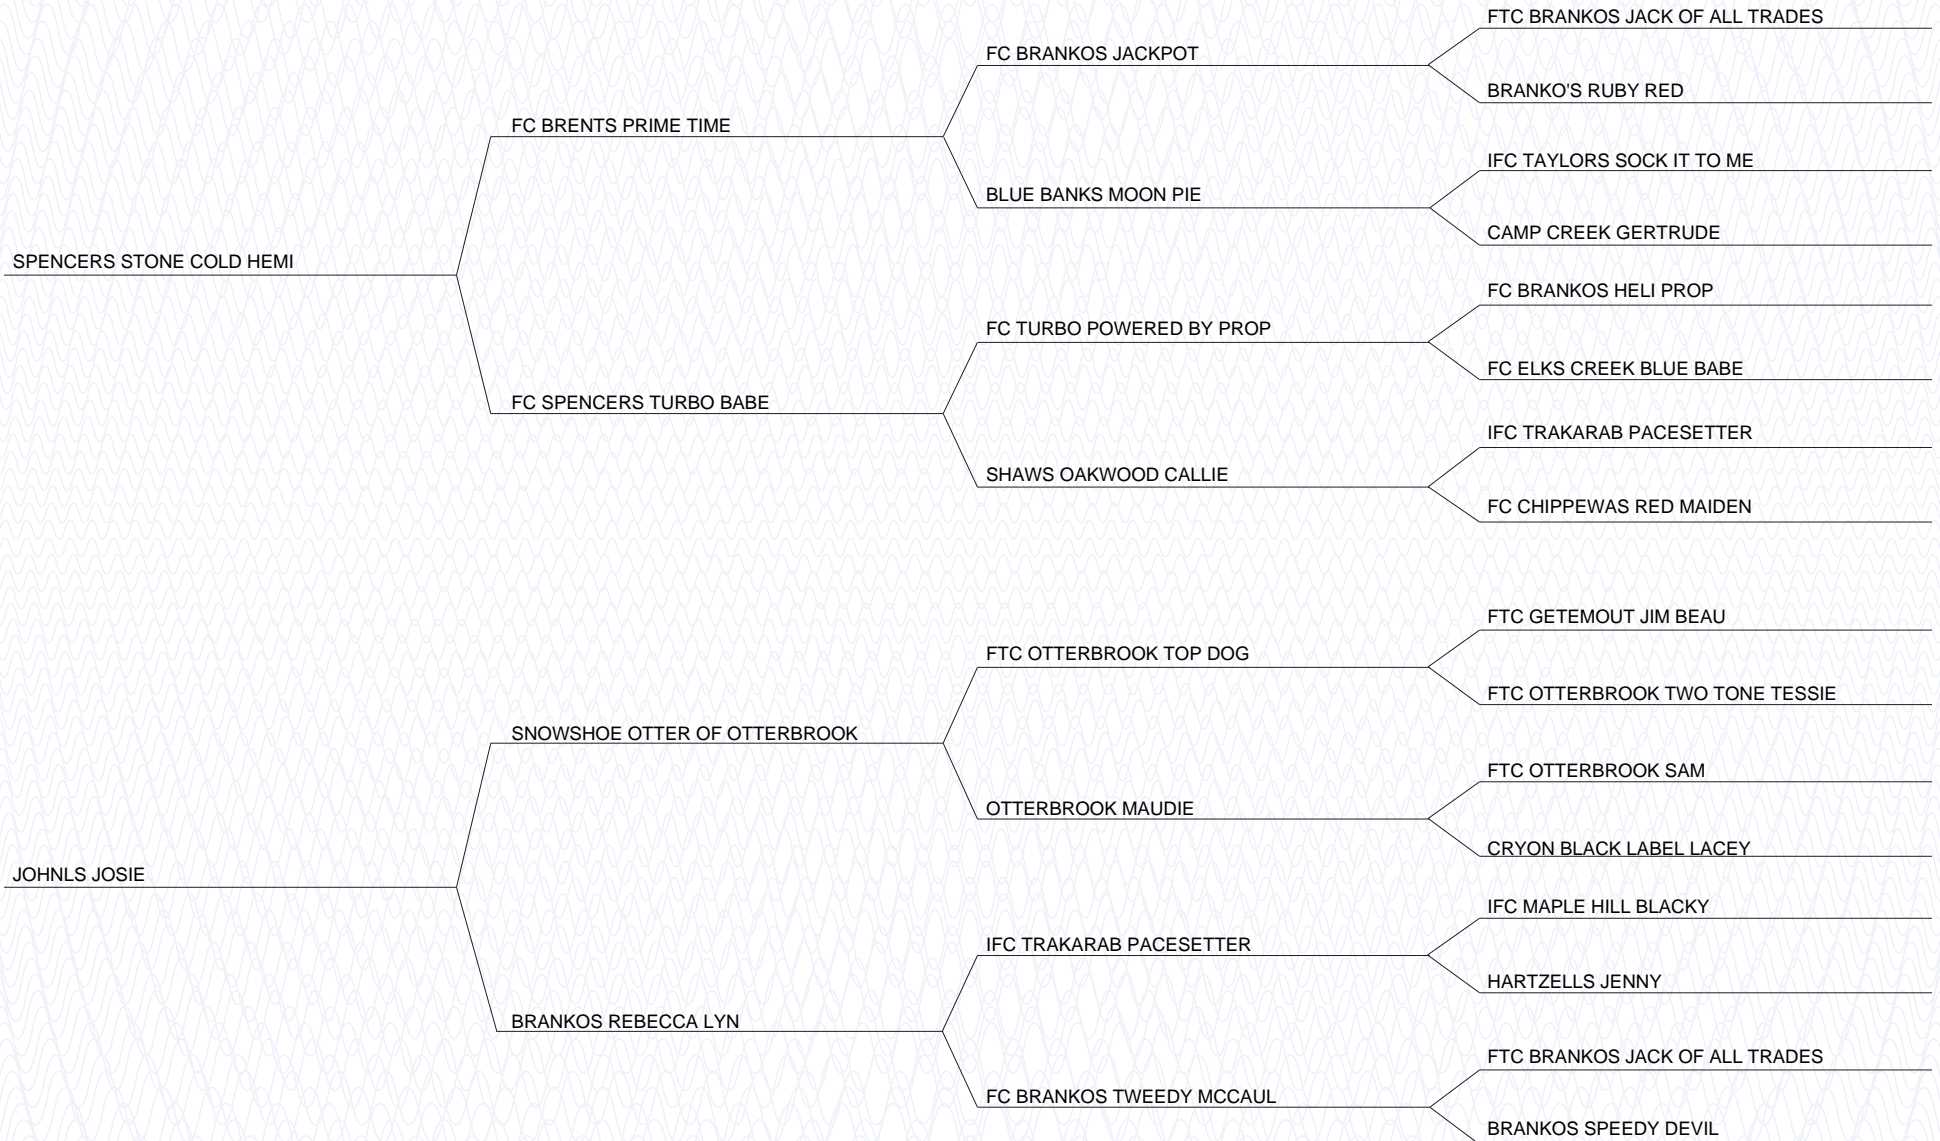 FTC BRANKOS JACK OF ALL TRADES
FC BRANKOS JACKPOT
BRANKO'S RUBY RED
FC BRENTS PRIME TIME
IFC TAYLORS SOCK IT TO ME
BLUE BANKS MOON PIE
CAMP CREEK GERTRUDE
SPENCERS STONE COLD HEMI
FC BRANKOS HELI PROP
FC TURBO POWERED BY PROP
FC ELKS CREEK BLUE BABE
FC SPENCERS TURBO BABE
IFC TRAKARAB PACESETTER
SHAWS OAKWOOD CALLIE
FC CHIPPEWAS RED MAIDEN
FTC GETEMOUT JIM BEAU
FTC OTTERBROOK TOP DOG
FTC OTTERBROOK TWO TONE TESSIE
SNOWSHOE OTTER OF OTTERBROOK
FTC OTTERBROOK SAM
OTTERBROOK MAUDIE
CRYON BLACK LABEL LACEY
JOHNLS JOSIE
IFC MAPLE HILL BLACKY
IFC TRAKARAB PACESETTER
HARTZELLS JENNY
BRANKOS REBECCA LYN
FTC BRANKOS JACK OF ALL TRADES
FC BRANKOS TWEEDY MCCAUL
BRANKOS SPEEDY DEVIL